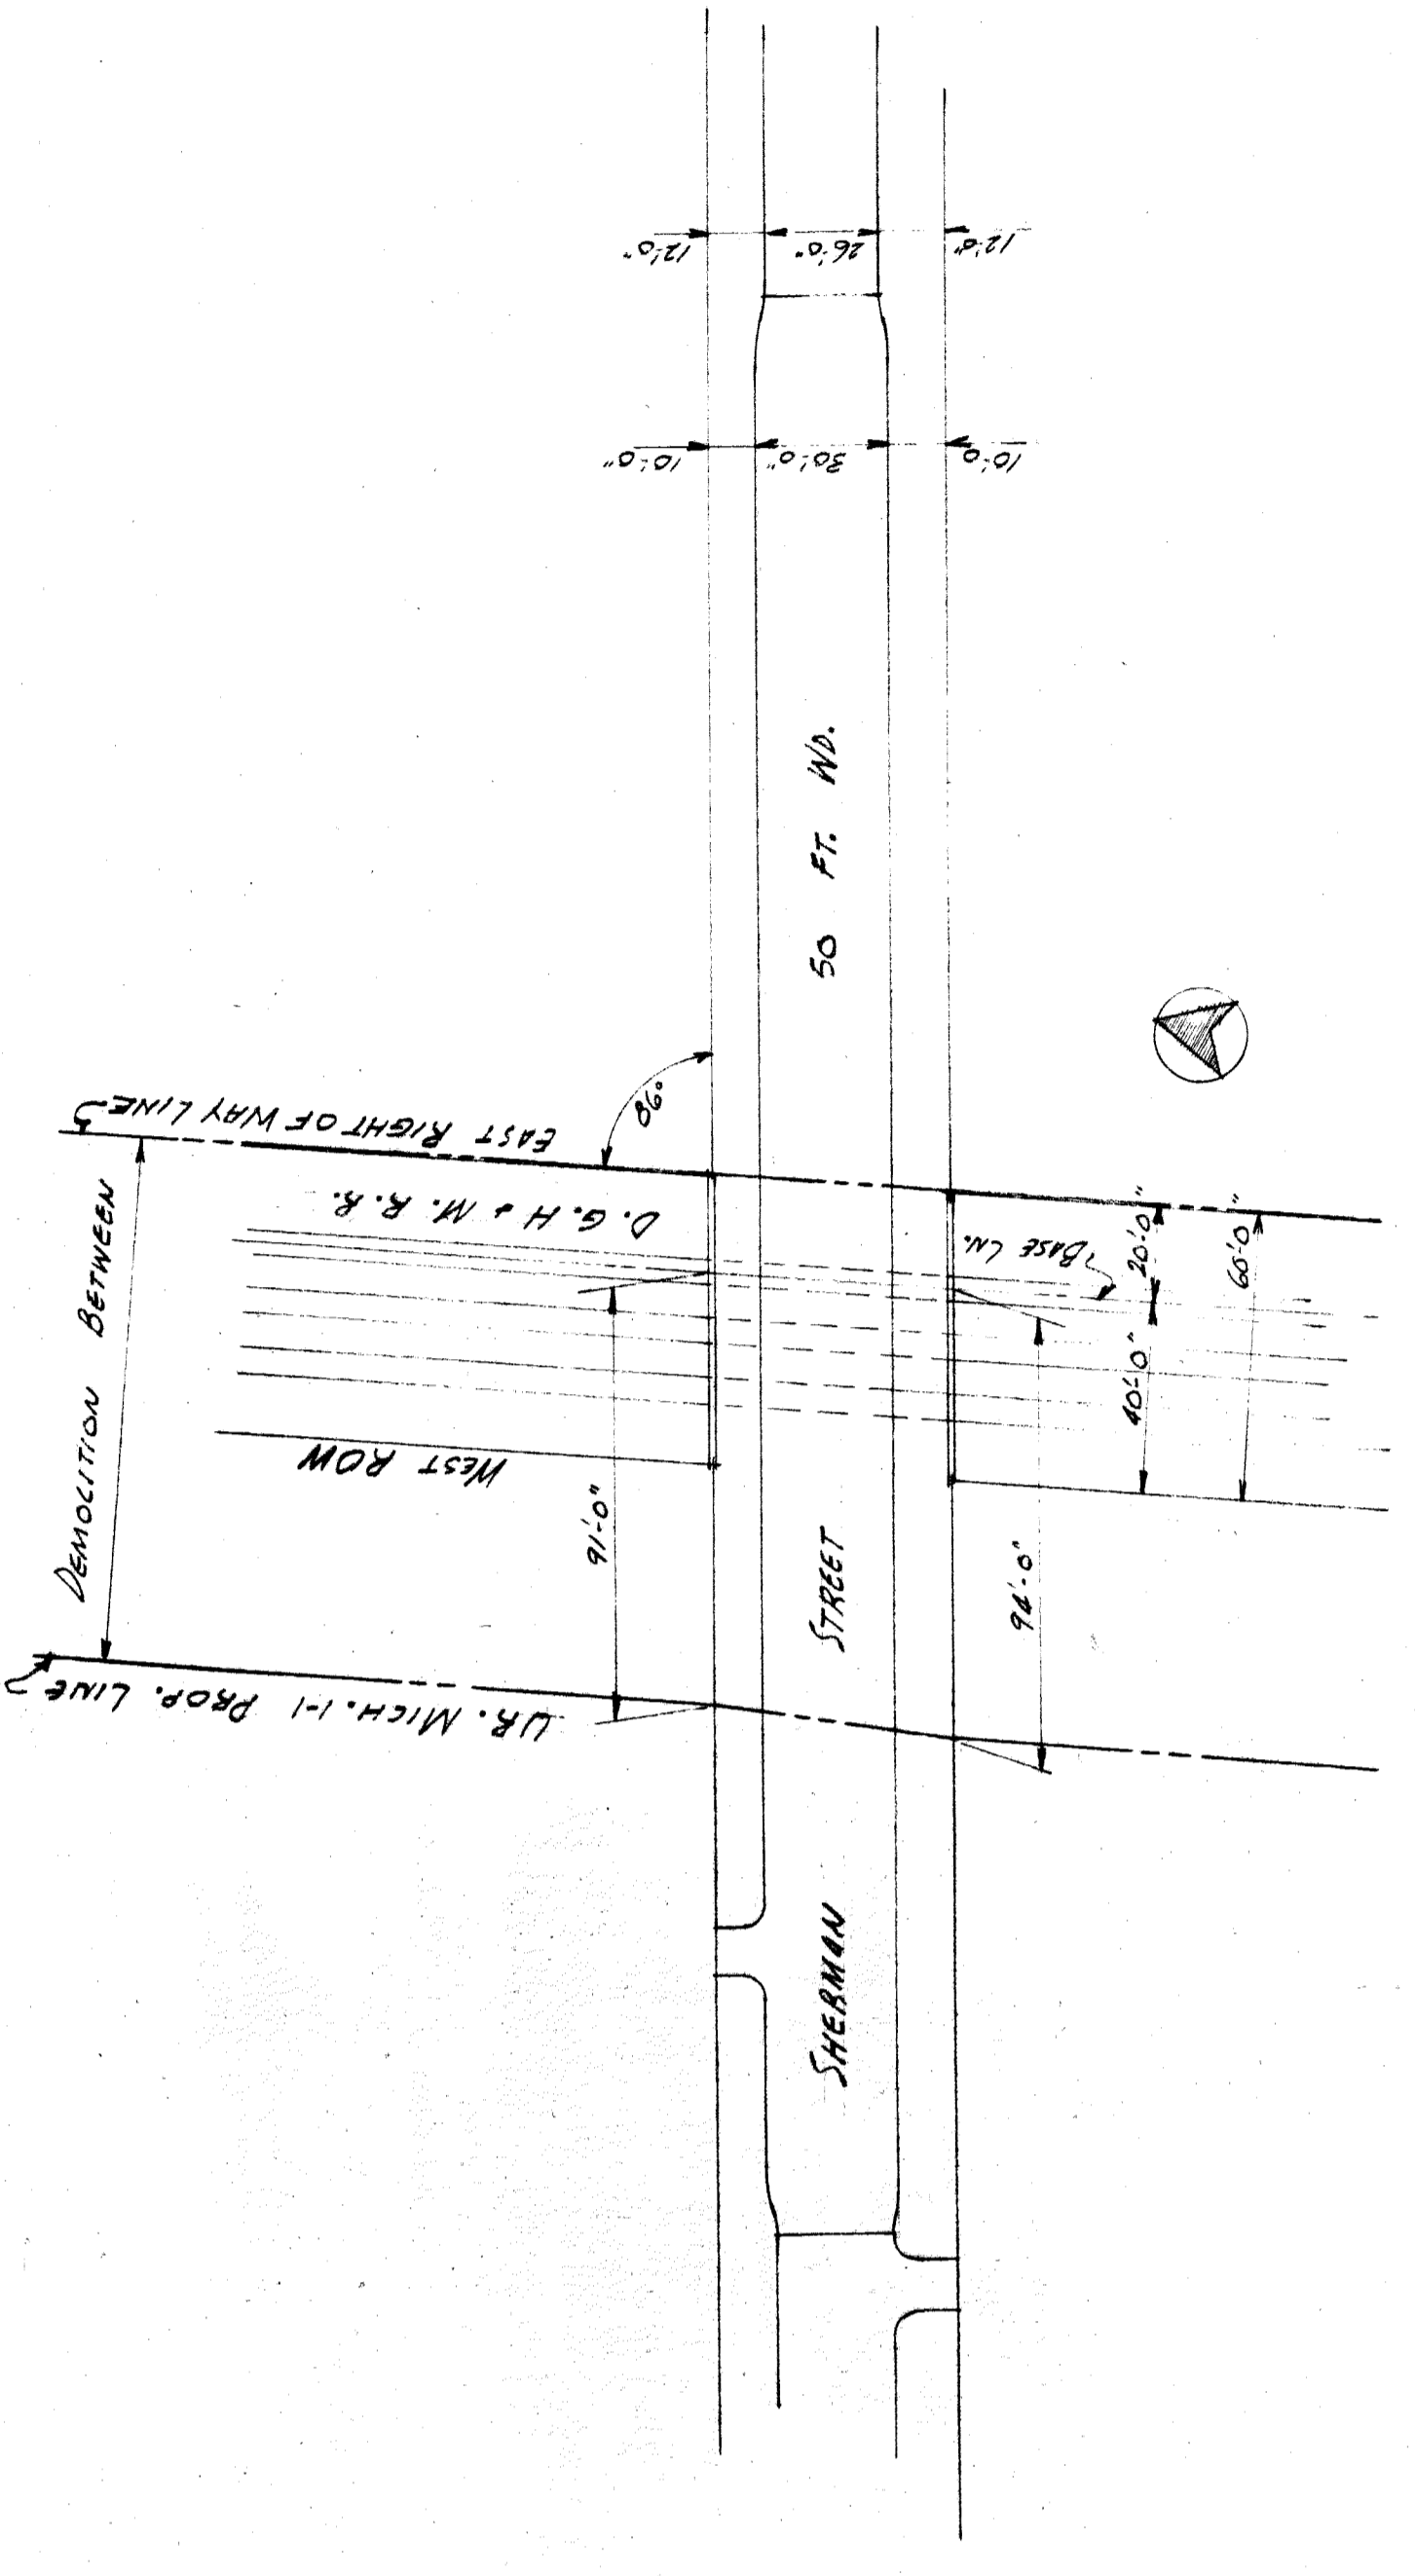 12'-0"
26'-0"
12'-0"
10'-0"
30'-0"
10'-0
50 FT. WD.
86°
EAST RIGHT OF WAY LINE
DEMOLITION BETWEEN
D. G. H & M. R. R.
BASE LN.
20'-0"
60'-0"
40'-0"
WEST ROW
91'-0"
94'-0"
SHERMAN STREET
UR. MICH. 1-1 PROP. LINE